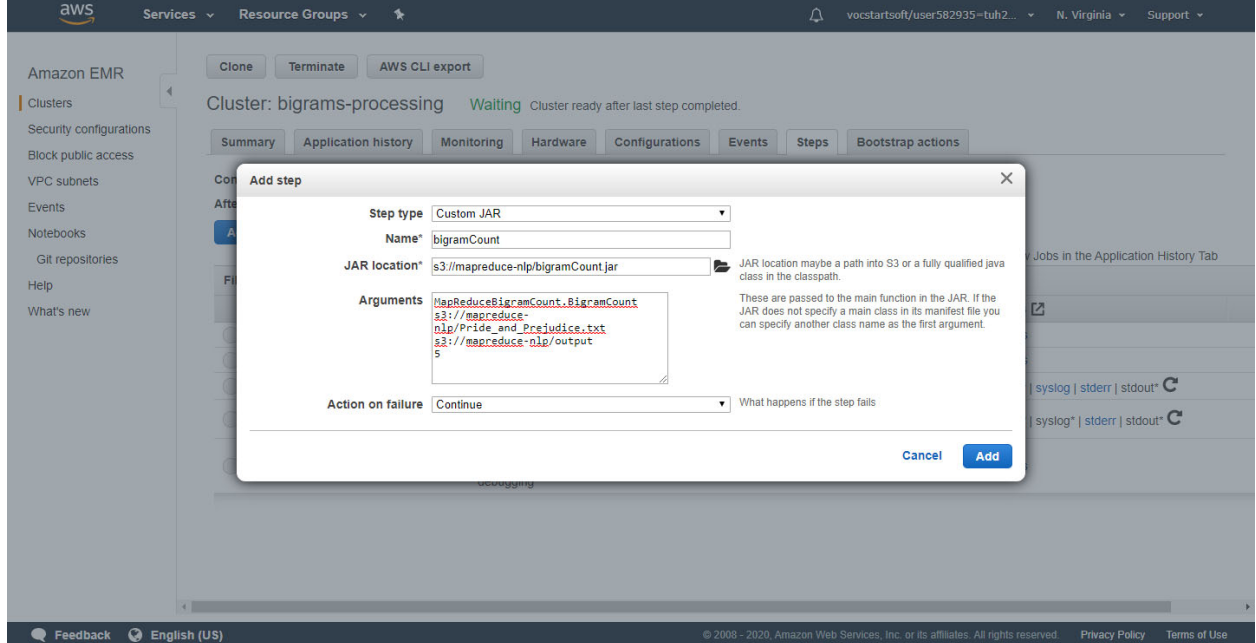 aws
Services
Resource Groups
vocstartsoft/user582935=tuh2...
N. Virginia
Support
Amazon EMR
Clusters
Security configurations
Block public access
VPC subnets
Events
Notebooks
Git repositories
Help
What's new
Clone
Terminate
AWS CLI export
Cluster: bigrams-processing
Waiting
Cluster ready after last step completed.
Summary
Application history
Monitoring
Hardware
Configurations
Events
Steps
Bootstrap actions
Con
Afte
A
Jobs in the Application History Tab
Add step
Step type
Custom JAR
Name*
bigramCount
JAR location*
s3://mapreduce-nlp/bigramCount.jar
JAR location maybe a path into S3 or a fully qualified java
class in the classpath.
Arguments
MapReduceBigramCount.BigramCount
s3://mapreduce-
nlp/Pride_and_Prejudice.txt
s3://mapreduce-nlp/output
5
These are passed to the main function in the JAR. If the
JAR does not specify a main class in its manifest file you
can specify another class name as the first argument.
Action on failure
Continue
What happens if the step fails
Cancel
Add
| syslog | stderr | stdout*
| syslog* | stderr | stdout*
debugging
Feedback
English (US)
© 2008 - 2020, Amazon Web Services, Inc. or its affiliates. All rights reserved.
Privacy Policy
Terms of Use